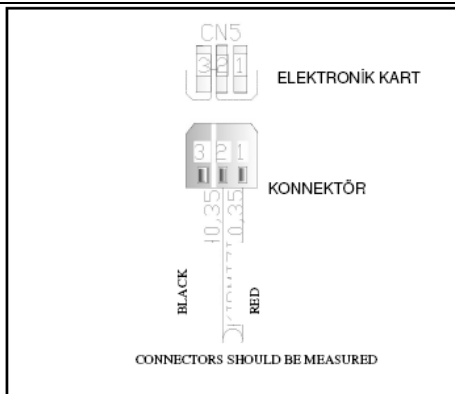 CN5
3 2 1
ELEKTRONİK KART
3 2 1
KONNEKTÖR
0,35 0,35
BLACK
RED
CONNECTORS SHOULD BE MEASURED